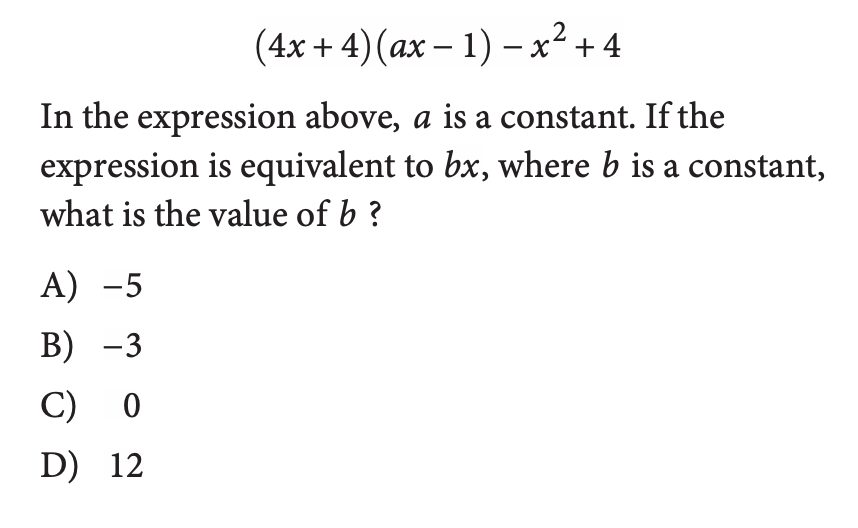 (4x + 4)(ax − 1) − x² + 4
In the expression above, a is a constant. If the
expression is equivalent to bx, where b is a constant,
what is the value of b ?
A) −5
B) −3
C) 0
D) 12